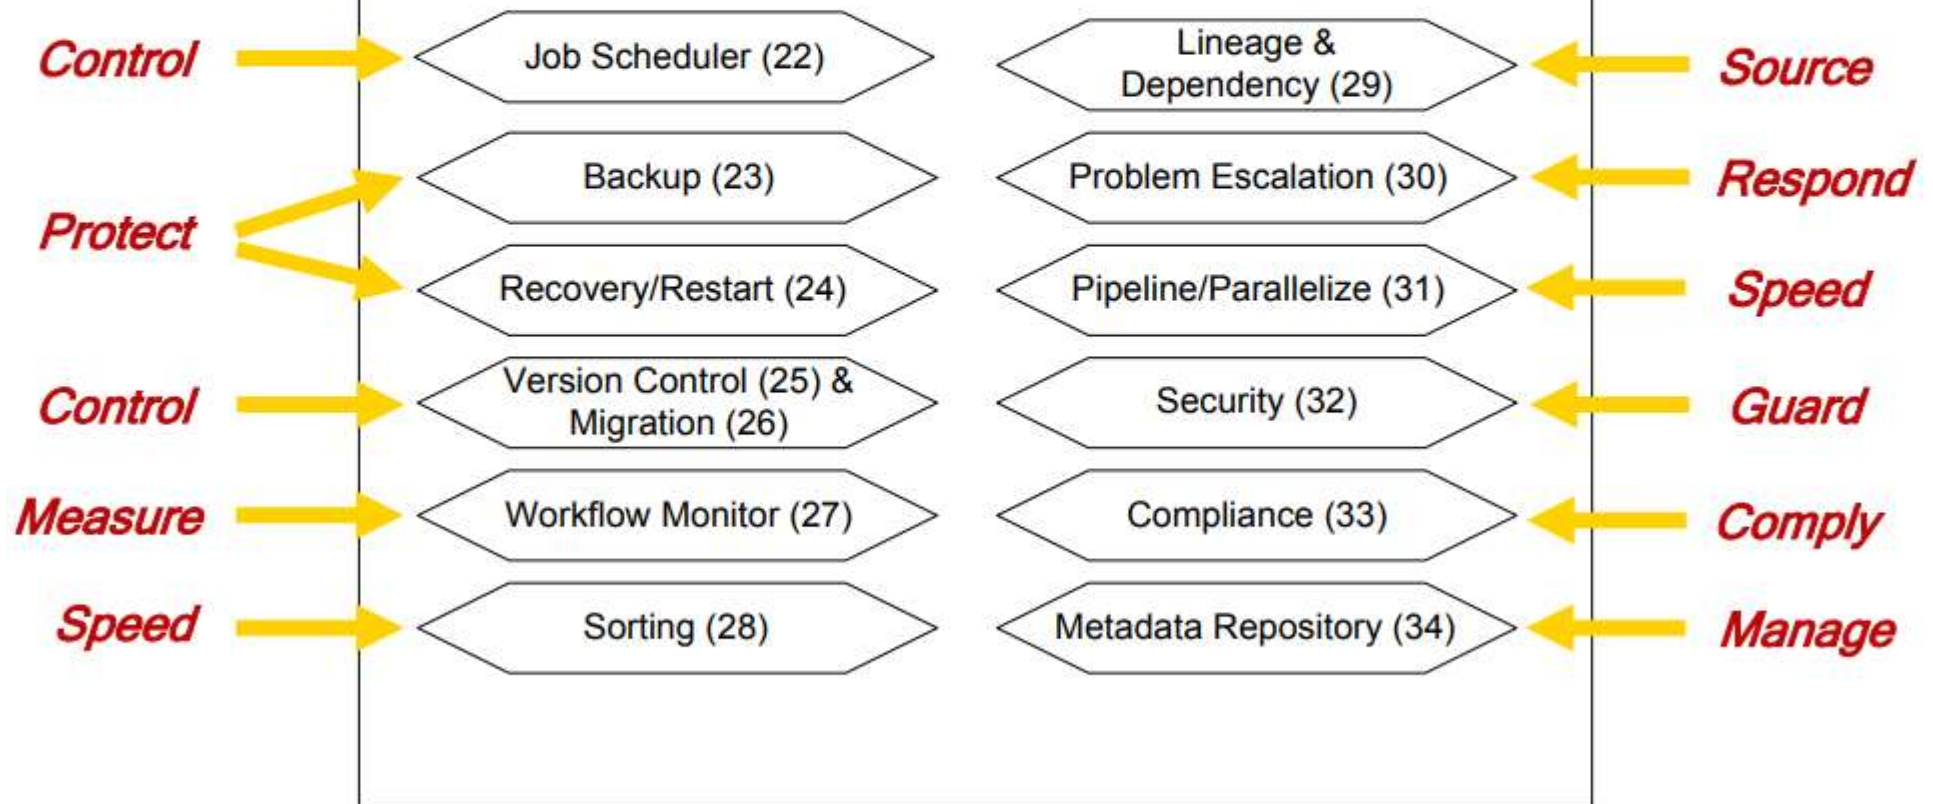 Control
Job Scheduler (22)
Lineage &
Dependency (29)
Source
Protect
Backup (23)
Problem Escalation (30)
Respond
Recovery/Restart (24)
Pipeline/Parallelize (31)
Speed
Control
Version Control (25) &
Migration (26)
Security (32)
Guard
Measure
Workflow Monitor (27)
Compliance (33)
Comply
Speed
Sorting (28)
Metadata Repository (34)
Manage